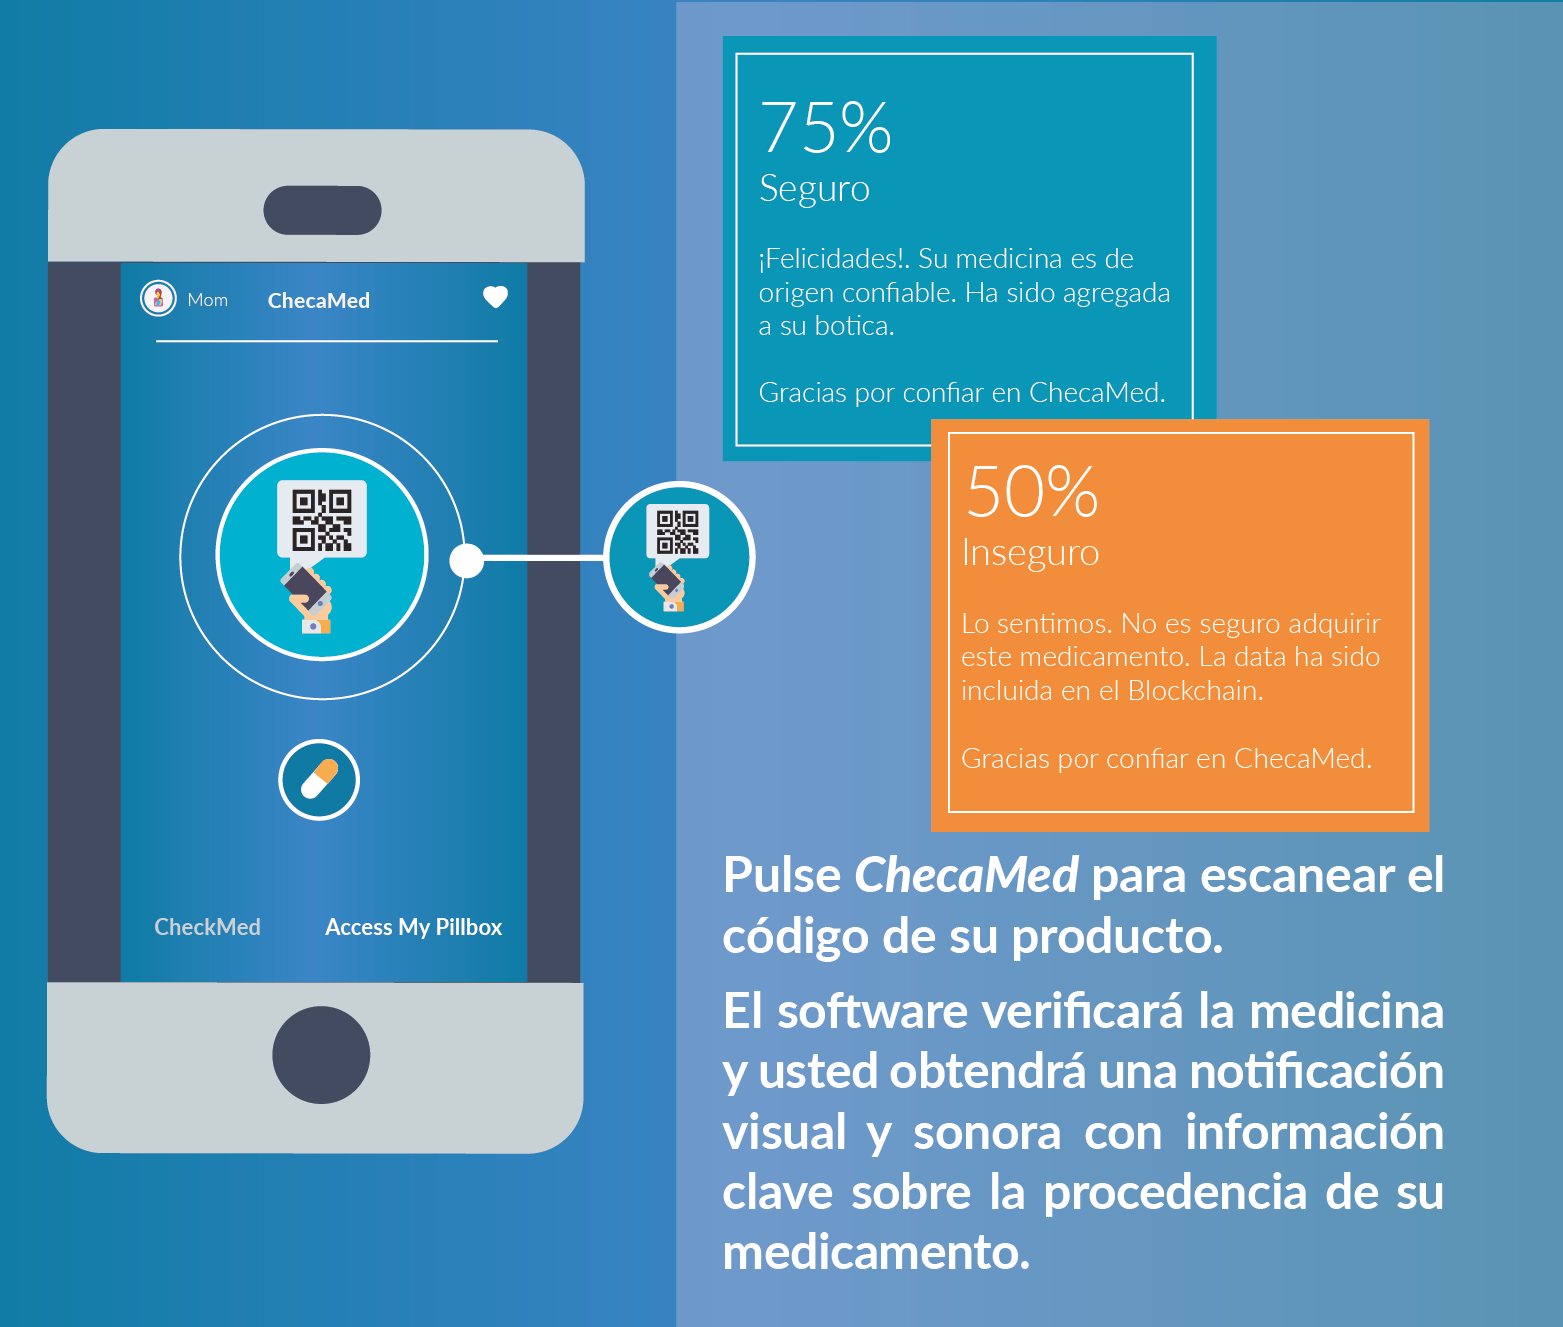 Mom
ChecaMed
CheckMed
Access My Pillbox
75%
Seguro
¡Felicidades!. Su medicina es de
origen confiable. Ha sido agregada
a su botica.
Gracias por confiar en ChecaMed.
50%
Inseguro
Lo sentimos. No es seguro adquirir
este medicamento. La data ha sido
incluida en el Blockchain.
Gracias por confiar en ChecaMed.
Pulse ChecaMed para escanear el
código de su producto.
El software verificará la medicina
y usted obtendrá una notificación
visual y sonora con información
clave sobre la procedencia de su
medicamento.